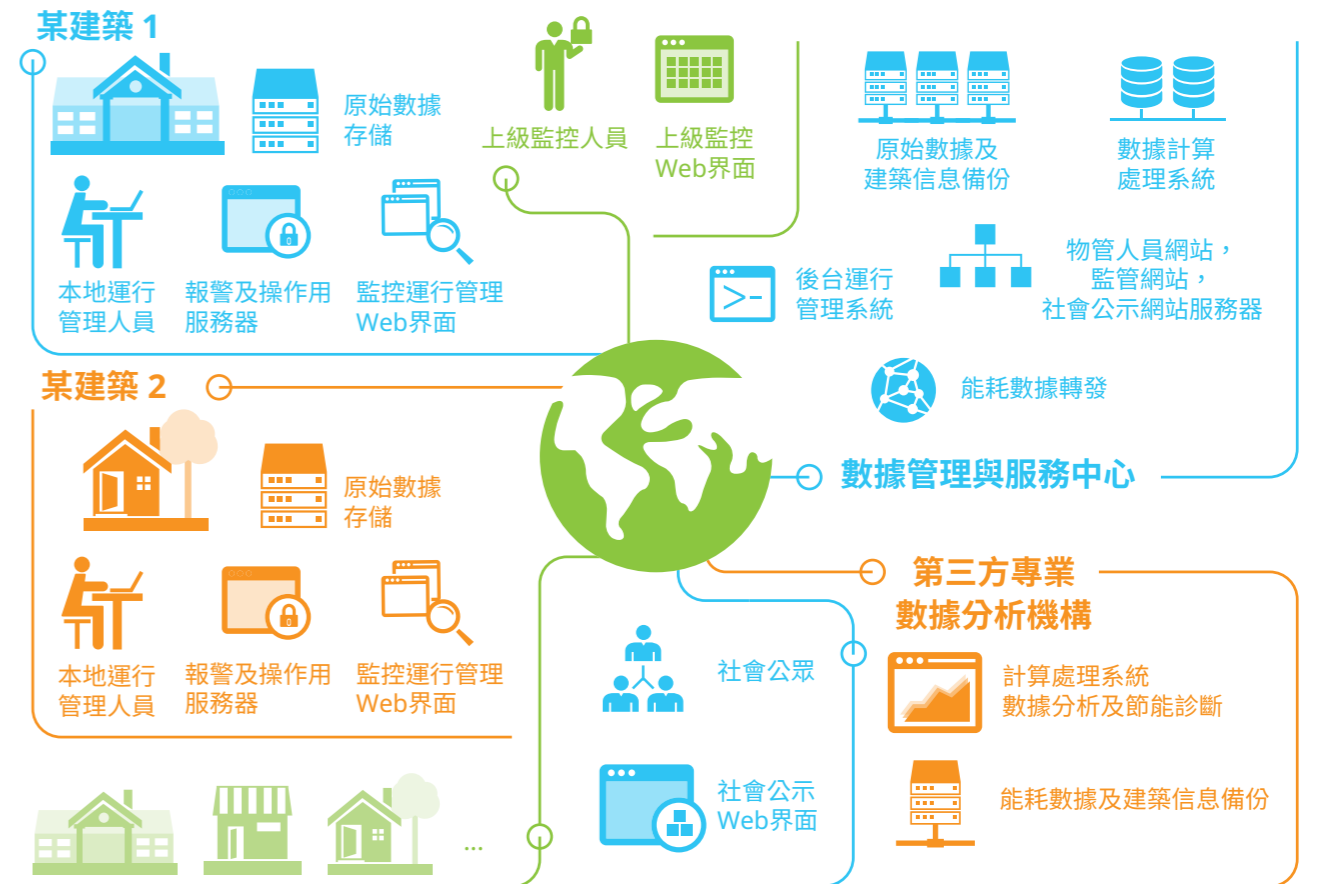 某建築 1
原始數據
存儲
本地運行
管理人員
報警及操作用
服務器
監控運行管理
Web界面
上級監控人員
上級監控
Web界面
原始數據及
建築信息備份
數據計算
處理系統
後台運行
管理系統
物管人員網站，
監管網站，
社會公示網站服務器
能耗數據轉發
數據管理與服務中心
某建築 2
原始數據
存儲
本地運行
管理人員
報警及操作用
服務器
監控運行管理
Web界面
...
社會公眾
社會公示
Web界面
第三方專業
數據分析機構
計算處理系統
數據分析及節能診斷
能耗數據及建築信息備份